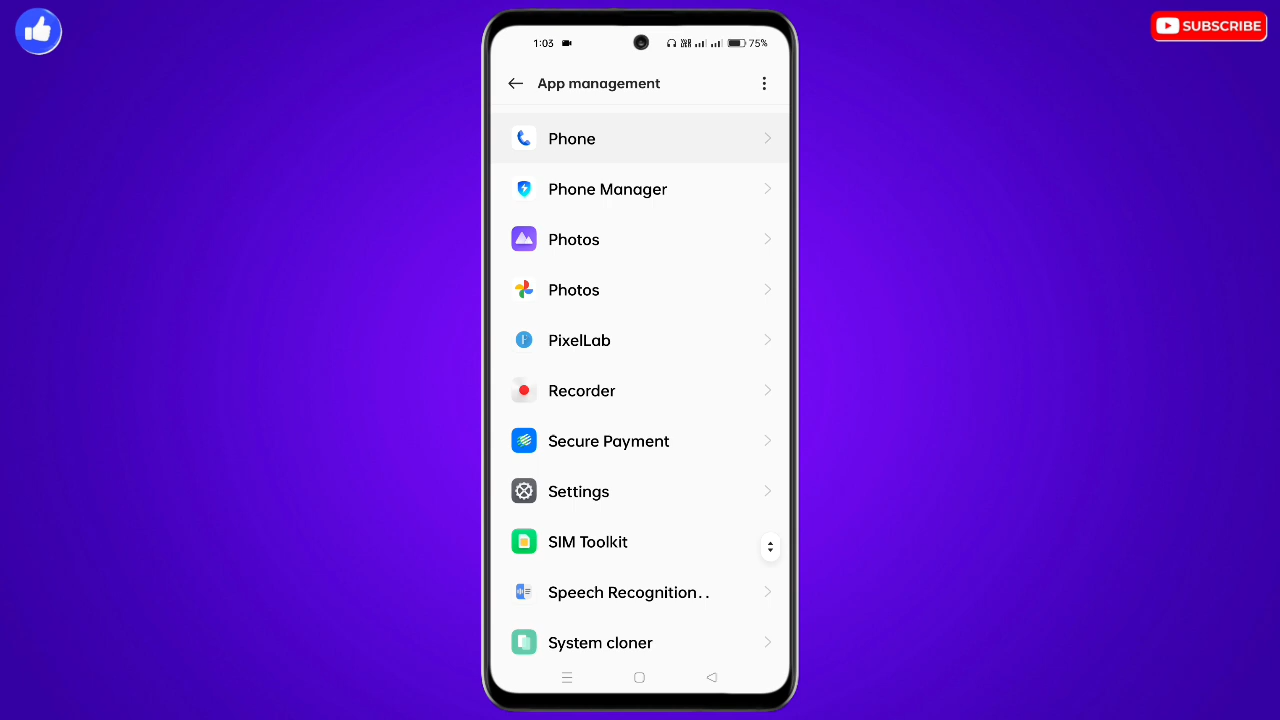 SUBSCRIBE
1:03 75%
App management
Phone
Phone Manager
Photos
Photos
PixelLab
Recorder
Secure Payment
Settings
SIM Toolkit
Speech Recognition..
System cloner